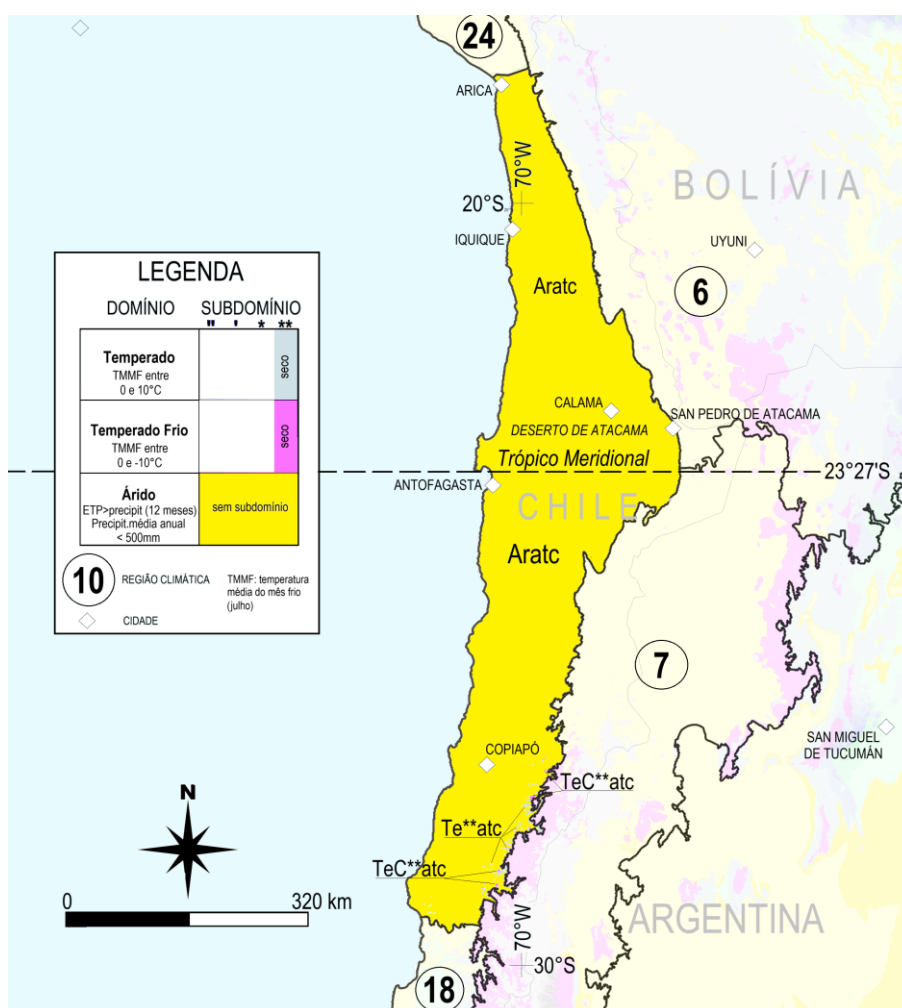 24
ARICA
70°W
BOLÍVIA
20°S
IQUIQUE
UYUNI
LEGENDA
DOMÍNIO SUBDOMÍNIO
" ' * **
Temperado
TMMF entre
0 e 10°C
seco
Temperado Frio
TMMF entre
0 e -10°C
seco
Árido
ETP>precipit (12 meses)
Precipit.média anual
< 500mm
sem subdomínio
10
REGIÃO CLIMÁTICA
TMMF: temperatura
média do mês frio
(julho)
CIDADE
Aratc
6
CALAMA
SAN PEDRO DE ATACAMA
DESERTO DE ATACAMA
Trópico Meridional
23°27'S
ANTOFAGASTA
CHILE
Aratc
7
SAN MIGUEL
DE TUCUMÁN
COPIAPÓ
TeC**atc
Te**atc
TeC**atc
N
0 320 km
70°W
ARGENTINA
30°S
18